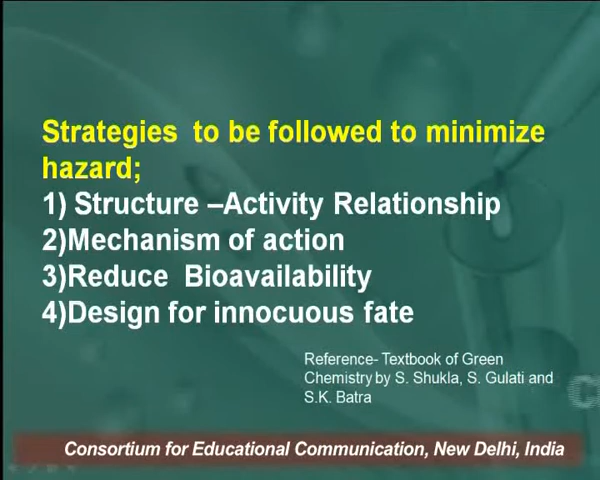 Strategies to be followed to minimize
hazard;
1) Structure –Activity Relationship
2)Mechanism of action
3)Reduce Bioavailability
4)Design for innocuous fate
Reference- Textbook of Green
Chemistry by S. Shukla, S. Gulati and
S.K. Batra
Consortium for Educational Communication, New Delhi, India